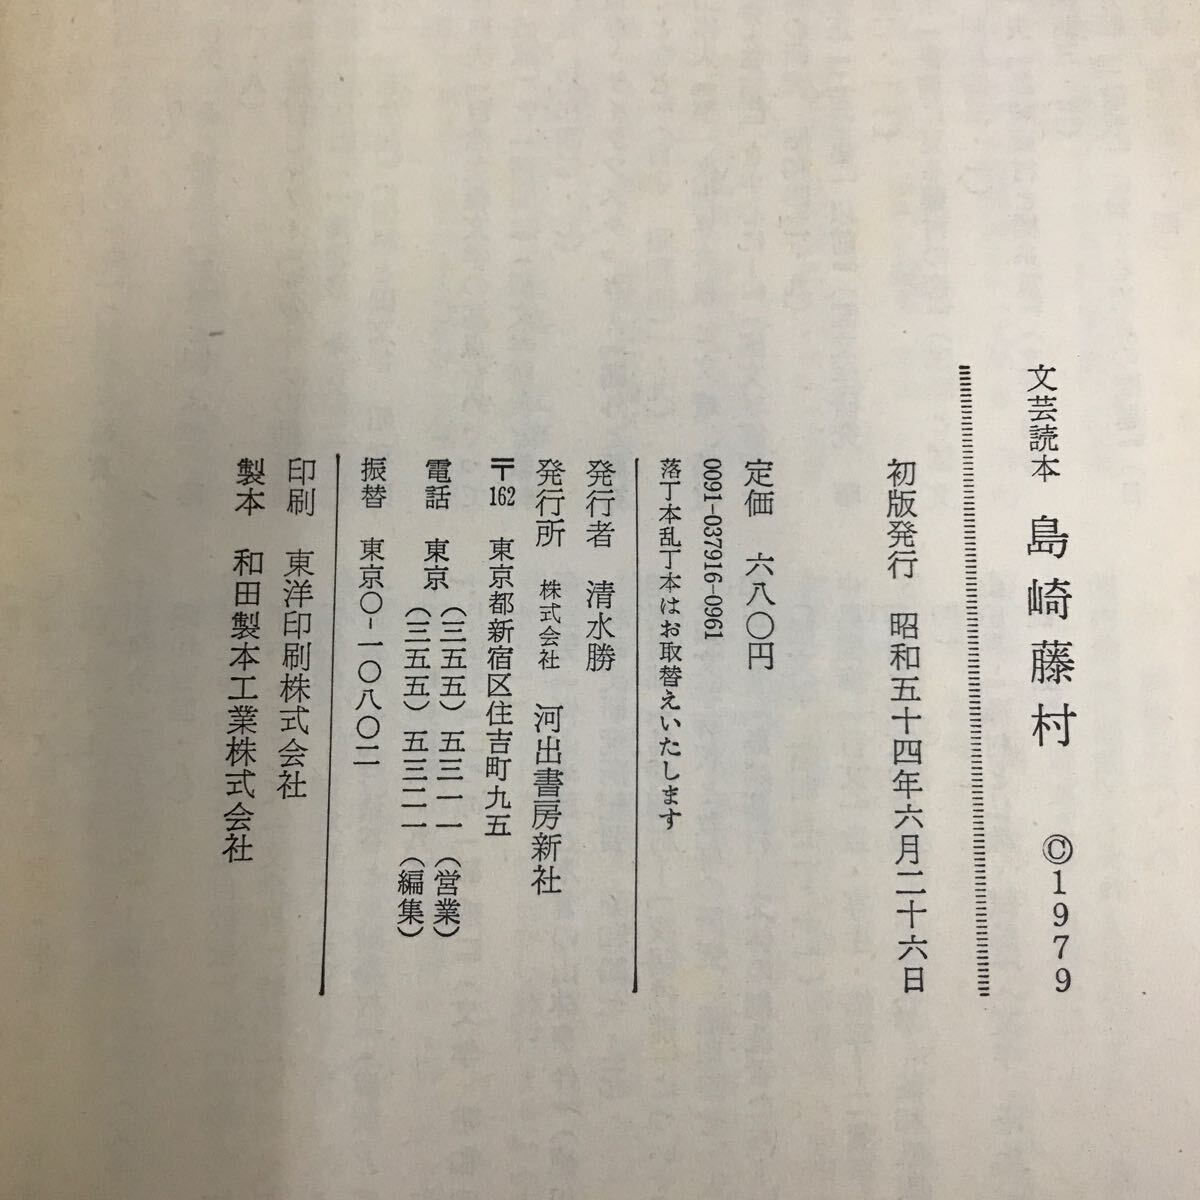 文芸読本 島崎藤村 ©1979
初版発行 昭和五十四年六月二十六日
定価 六八〇円
0091-037916-0961
落丁本乱丁本はお取替えいたします
発行者 清水勝
発行所 株式会社 河出書房新社
〒162 東京都新宿区住吉町九五
電話 東京 (三五五)五三一一(営業)
(三五五)五三二一(編集)
振替 東京〇-一〇八〇二
印刷 東洋印刷株式会社
製本 和田製本工業株式会社